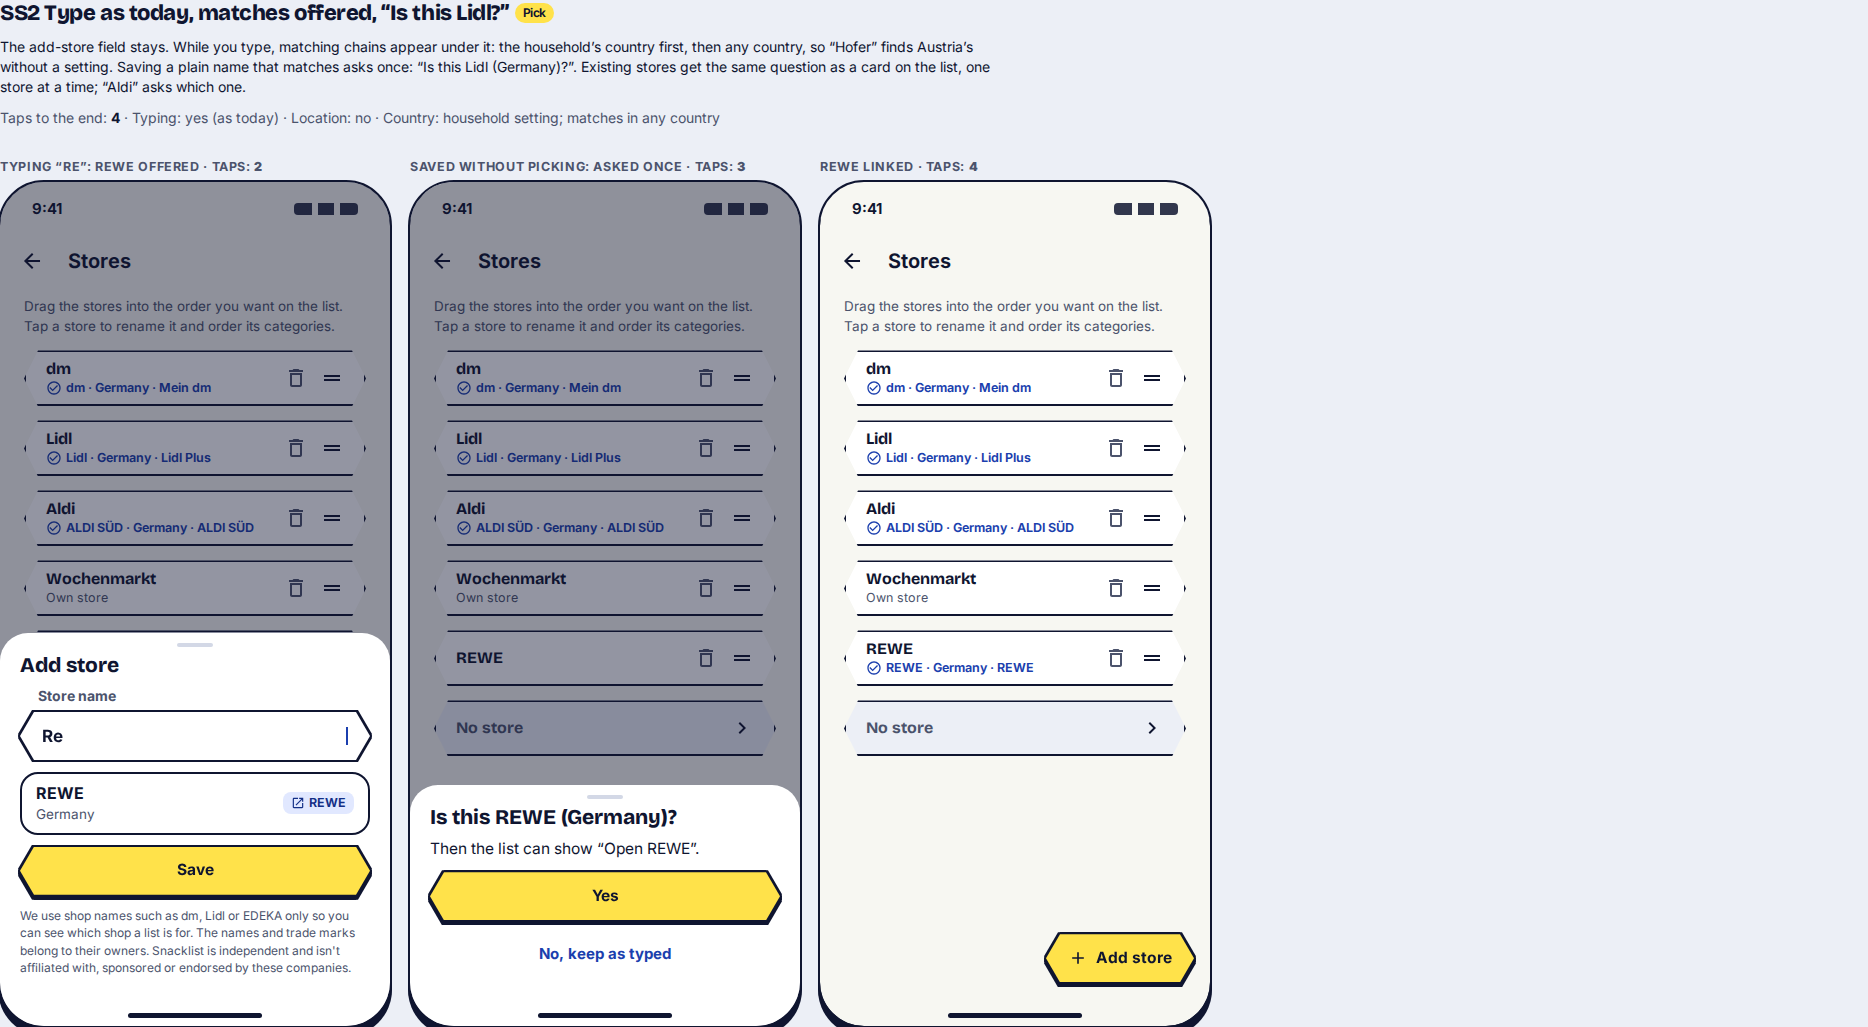 SS2 Type as today, matches offered, “Is this Lidl?” Pick
The add-store field stays. While you type, matching chains appear under it: the household’s country first, then any country, so “Hofer” finds Austria’s
without a setting. Saving a plain name that matches asks once: “Is this Lidl (Germany)?”. Existing stores get the same question as a card on the list, one
store at a time; “Aldi” asks which one.
Taps to the end: 4 · Typing: yes (as today) · Location: no · Country: household setting; matches in any country
TYPING “RE”: REWE OFFERED · TAPS: 2
9:41
Stores
Drag the stores into the order you want on the list.
Tap a store to rename it and order its categories.
dm
dm · Germany · Mein dm
Lidl
Lidl · Germany · Lidl Plus
Aldi
ALDI SÜD · Germany · ALDI SÜD
Wochenmarkt
Own store
Add store
Store name
Re
REWE
Germany
REWE
Save
We use shop names such as dm, Lidl or EDEKA only so you
can see which shop a list is for. The names and trade marks
belong to their owners. Snacklist is independent and isn't
affiliated with, sponsored or endorsed by these companies.
SAVED WITHOUT PICKING: ASKED ONCE · TAPS: 3
9:41
Stores
Drag the stores into the order you want on the list.
Tap a store to rename it and order its categories.
dm
dm · Germany · Mein dm
Lidl
Lidl · Germany · Lidl Plus
Aldi
ALDI SÜD · Germany · ALDI SÜD
Wochenmarkt
Own store
REWE
No store
Is this REWE (Germany)?
Then the list can show “Open REWE”.
Yes
No, keep as typed
REWE LINKED · TAPS: 4
9:41
Stores
Drag the stores into the order you want on the list.
Tap a store to rename it and order its categories.
dm
dm · Germany · Mein dm
Lidl
Lidl · Germany · Lidl Plus
Aldi
ALDI SÜD · Germany · ALDI SÜD
Wochenmarkt
Own store
REWE
REWE · Germany · REWE
No store
+ Add store